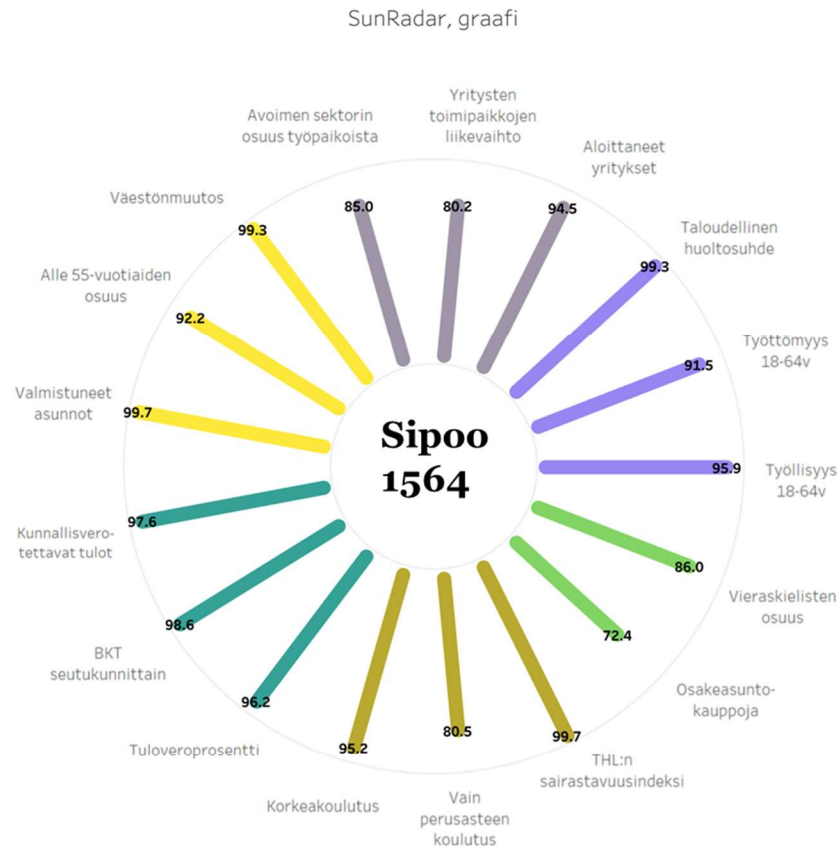 SunRadar, graafi
Avoimen sektorin
osuus työpaikoista
85.0
Yritysten
toimipaikkojen
liikevaihto
80.2
Aloittaneet
yritykset
94.5
Taloudellinen
huoltosuhde
99.3
Työttömyys
18-64v
91.5
Työllisyys
18-64v
95.9
Vieraskielisten
osuus
86.0
Osakeasunto-
kauppoja
72.4
THL:n
sairastavuusindeksi
99.7
Vain
perusasteen
koulutus
80.5
Korkeakoulutus
95.2
Tuloveroprosentti
96.2
BKT
seutukunnittain
98.6
Kunnallisvero-
tettavat tulot
97.6
Valmistuneet
asunnot
99.7
Alle 55-vuotiaiden
osuus
92.2
Väestönmuutos
99.3
Sipoo
1564